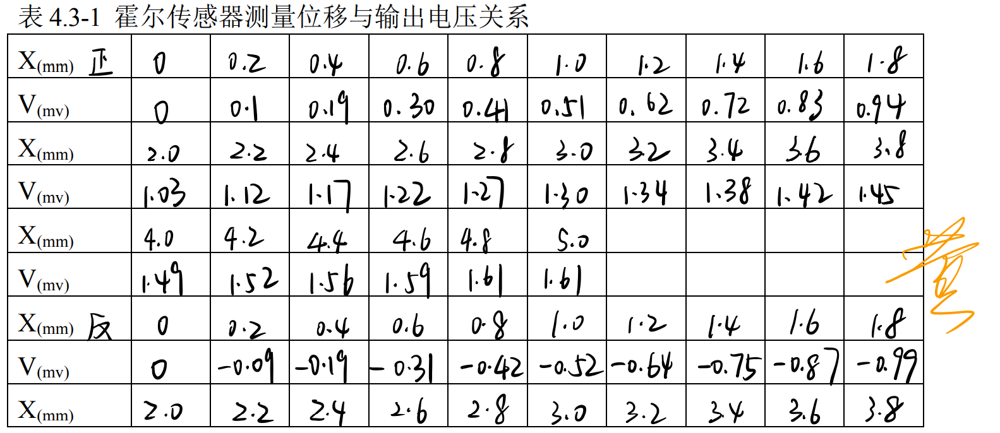 表 4.3-1 霍尔传感器测量位移与输出电压关系
X(mm) 正 0 0.2 0.4 0.6 0.8 1.0 1.2 1.4 1.6 1.8
V(mv) 0 0.1 0.19 0.30 0.41 0.51 0.62 0.72 0.83 0.94
X(mm) 2.0 2.2 2.4 2.6 2.8 3.0 3.2 3.4 3.6 3.8
V(mv) 1.03 1.12 1.17 1.22 1.27 1.30 1.34 1.38 1.42 1.45
X(mm) 4.0 4.2 4.4 4.6 4.8 5.0
V(mv) 1.49 1.52 1.56 1.59 1.61 1.61
X(mm) 反 0 0.2 0.4 0.6 0.8 1.0 1.2 1.4 1.6 1.8
V(mv) 0 -0.09 -0.19 -0.31 -0.42 -0.52 -0.64 -0.75 -0.87 -0.99
X(mm) 2.0 2.2 2.4 2.6 2.8 3.0 3.2 3.4 3.6 3.8